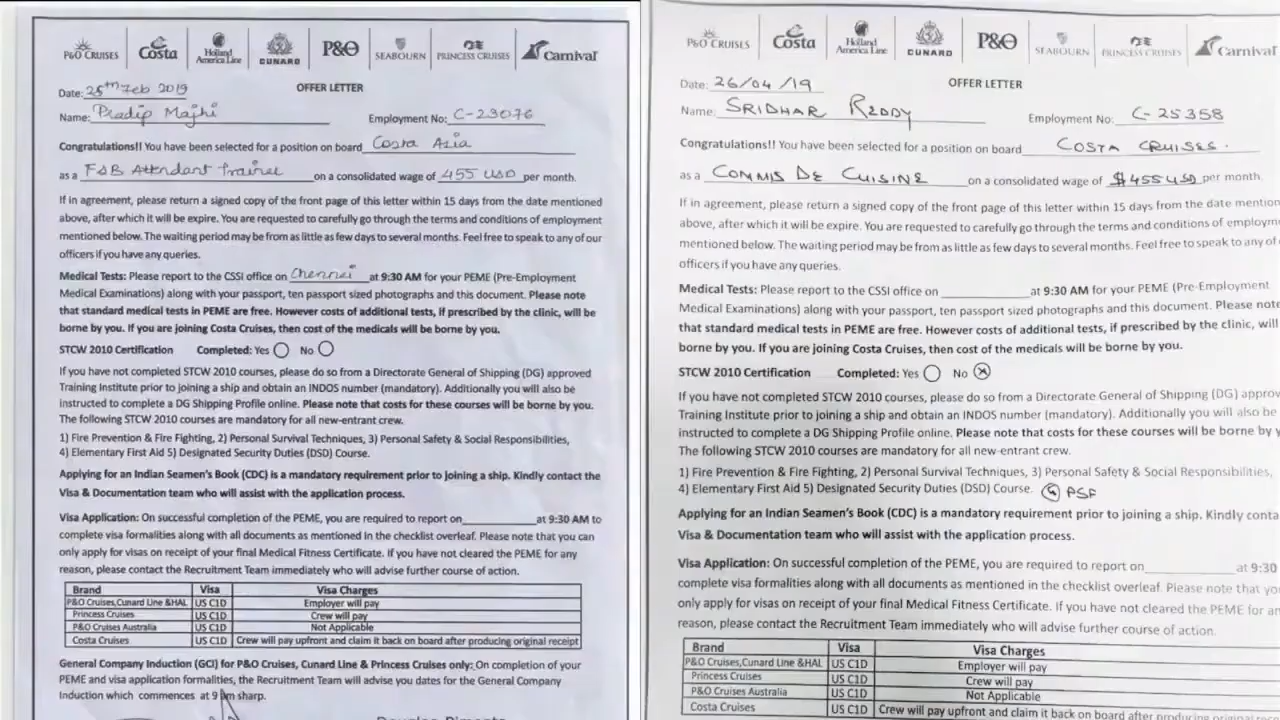 P&O CRUISES Costa Holland America Line CUNARD P&O SEABOURN PRINCESS CRUISES Carnival
Date: 25th Feb 2019 OFFER LETTER
Name: Pradip Majhi Employment No: C-23076
Congratulations!! You have been selected for a position on board Costa Asia
as a F&B Attendant Trainee on a consolidated wage of 455 USD per month.
If in agreement, please return a signed copy of the front page of this letter within 15 days from the date mentioned
above, after which it will be expire. You are requested to carefully go through the terms and conditions of employment
mentioned below. The waiting period may be from as little as few days to several months. Feel free to speak to any of our
officers if you have any queries.
Medical Tests: Please report to the CSSI office on Chennai at 9:30 AM for your PEME (Pre-Employment
Medical Examinations) along with your passport, ten passport sized photographs and this document. Please note
that standard medical tests in PEME are free. However costs of additional tests, if prescribed by the clinic, will be
borne by you. If you are joining Costa Cruises, then cost of the medicals will be borne by you.
STCW 2010 Certification Completed: Yes No
If you have not completed STCW 2010 courses, please do so from a Directorate General of Shipping (DG) approved
Training Institute prior to joining a ship and obtain an INDOS number (mandatory). Additionally you will also be
instructed to complete a DG Shipping Profile online. Please note that costs for these courses will be borne by you.
The following STCW 2010 courses are mandatory for all new-entrant crew.
1) Fire Prevention & Fire Fighting, 2) Personal Survival Techniques, 3) Personal Safety & Social Responsibilities,
4) Elementary First Aid 5) Designated Security Duties (DSD) Course.
Applying for an Indian Seamen's Book (CDC) is a mandatory requirement prior to joining a ship. Kindly contact the
Visa & Documentation team who will assist with the application process.
Visa Application: On successful completion of the PEME, you are required to report on at 9:30 AM to
complete visa formalities along with all documents as mentioned in the checklist overleaf. Please note that you can
only apply for visas on receipt of your final Medical Fitness Certificate. If you have not cleared the PEME for any
reason, please contact the Recruitment Team immediately who will advise further course of action.
Brand Visa Visa Charges
P&O Cruises,Cunard Line &HAL US C1D Employer will pay
Princess Cruises US C1D Crew will pay
P&O Cruises Australia US C1D Not Applicable
Costa Cruises US C1D Crew will pay upfront and claim it back on board after producing original receipt
General Company Induction (GCI) for P&O Cruises, Cunard Line & Princess Cruises only: On completion of your
PEME and visa application formalities, the Recruitment Team will advise you dates for the General Company
Induction which commences at 9 am sharp.
P&O CRUISES Costa Holland America Line CUNARD P&O SEABOURN PRINCESS CRUISES Carnival
Date: 26/04/19 OFFER LETTER
Name: SRIDHAR REDDY Employment No: C-25358
Congratulations!! You have been selected for a position on board COSTA CRUISES.
as a COMMIS DE CUISINE on a consolidated wage of $455 USD per month.
If in agreement, please return a signed copy of the front page of this letter within 15 days from the date mention
above, after which it will be expire. You are requested to carefully go through the terms and conditions of employm
mentioned below. The waiting period may be from as little as few days to several months. Feel free to speak to any of
officers if you have any queries.
Medical Tests: Please report to the CSSI office on at 9:30 AM for your PEME (Pre-Employment
Medical Examinations) along with your passport, ten passport sized photographs and this document. Please note
that standard medical tests in PEME are free. However costs of additional tests, if prescribed by the clinic, will
borne by you. If you are joining Costa Cruises, then cost of the medicals will be borne by you.
STCW 2010 Certification Completed: Yes No
If you have not completed STCW 2010 courses, please do so from a Directorate General of Shipping (DG) approv
Training Institute prior to joining a ship and obtain an INDOS number (mandatory). Additionally you will also be
instructed to complete a DG Shipping Profile online. Please note that costs for these courses will be borne by y
The following STCW 2010 courses are mandatory for all new-entrant crew.
1) Fire Prevention & Fire Fighting, 2) Personal Survival Techniques, 3) Personal Safety & Social Responsibilities,
4) Elementary First Aid 5) Designated Security Duties (DSD) Course. PSF
Applying for an Indian Seamen's Book (CDC) is a mandatory requirement prior to joining a ship. Kindly conta
Visa & Documentation team who will assist with the application process.
Visa Application: On successful completion of the PEME, you are required to report on at 9:30
complete visa formalities along with all documents as mentioned in the checklist overleaf. Please note that you
only apply for visas on receipt of your final Medical Fitness Certificate. If you have not cleared the PEME for an
reason, please contact the Recruitment Team immediately who will advise further course of action.
Brand Visa Visa Charges
P&O Cruises,Cunard Line &HAL US C1D Employer will pay
Princess Cruises US C1D Crew will pay
P&O Cruises Australia US C1D Not Applicable
Costa Cruises US C1D Crew will pay upfront and claim it back on board after producing original